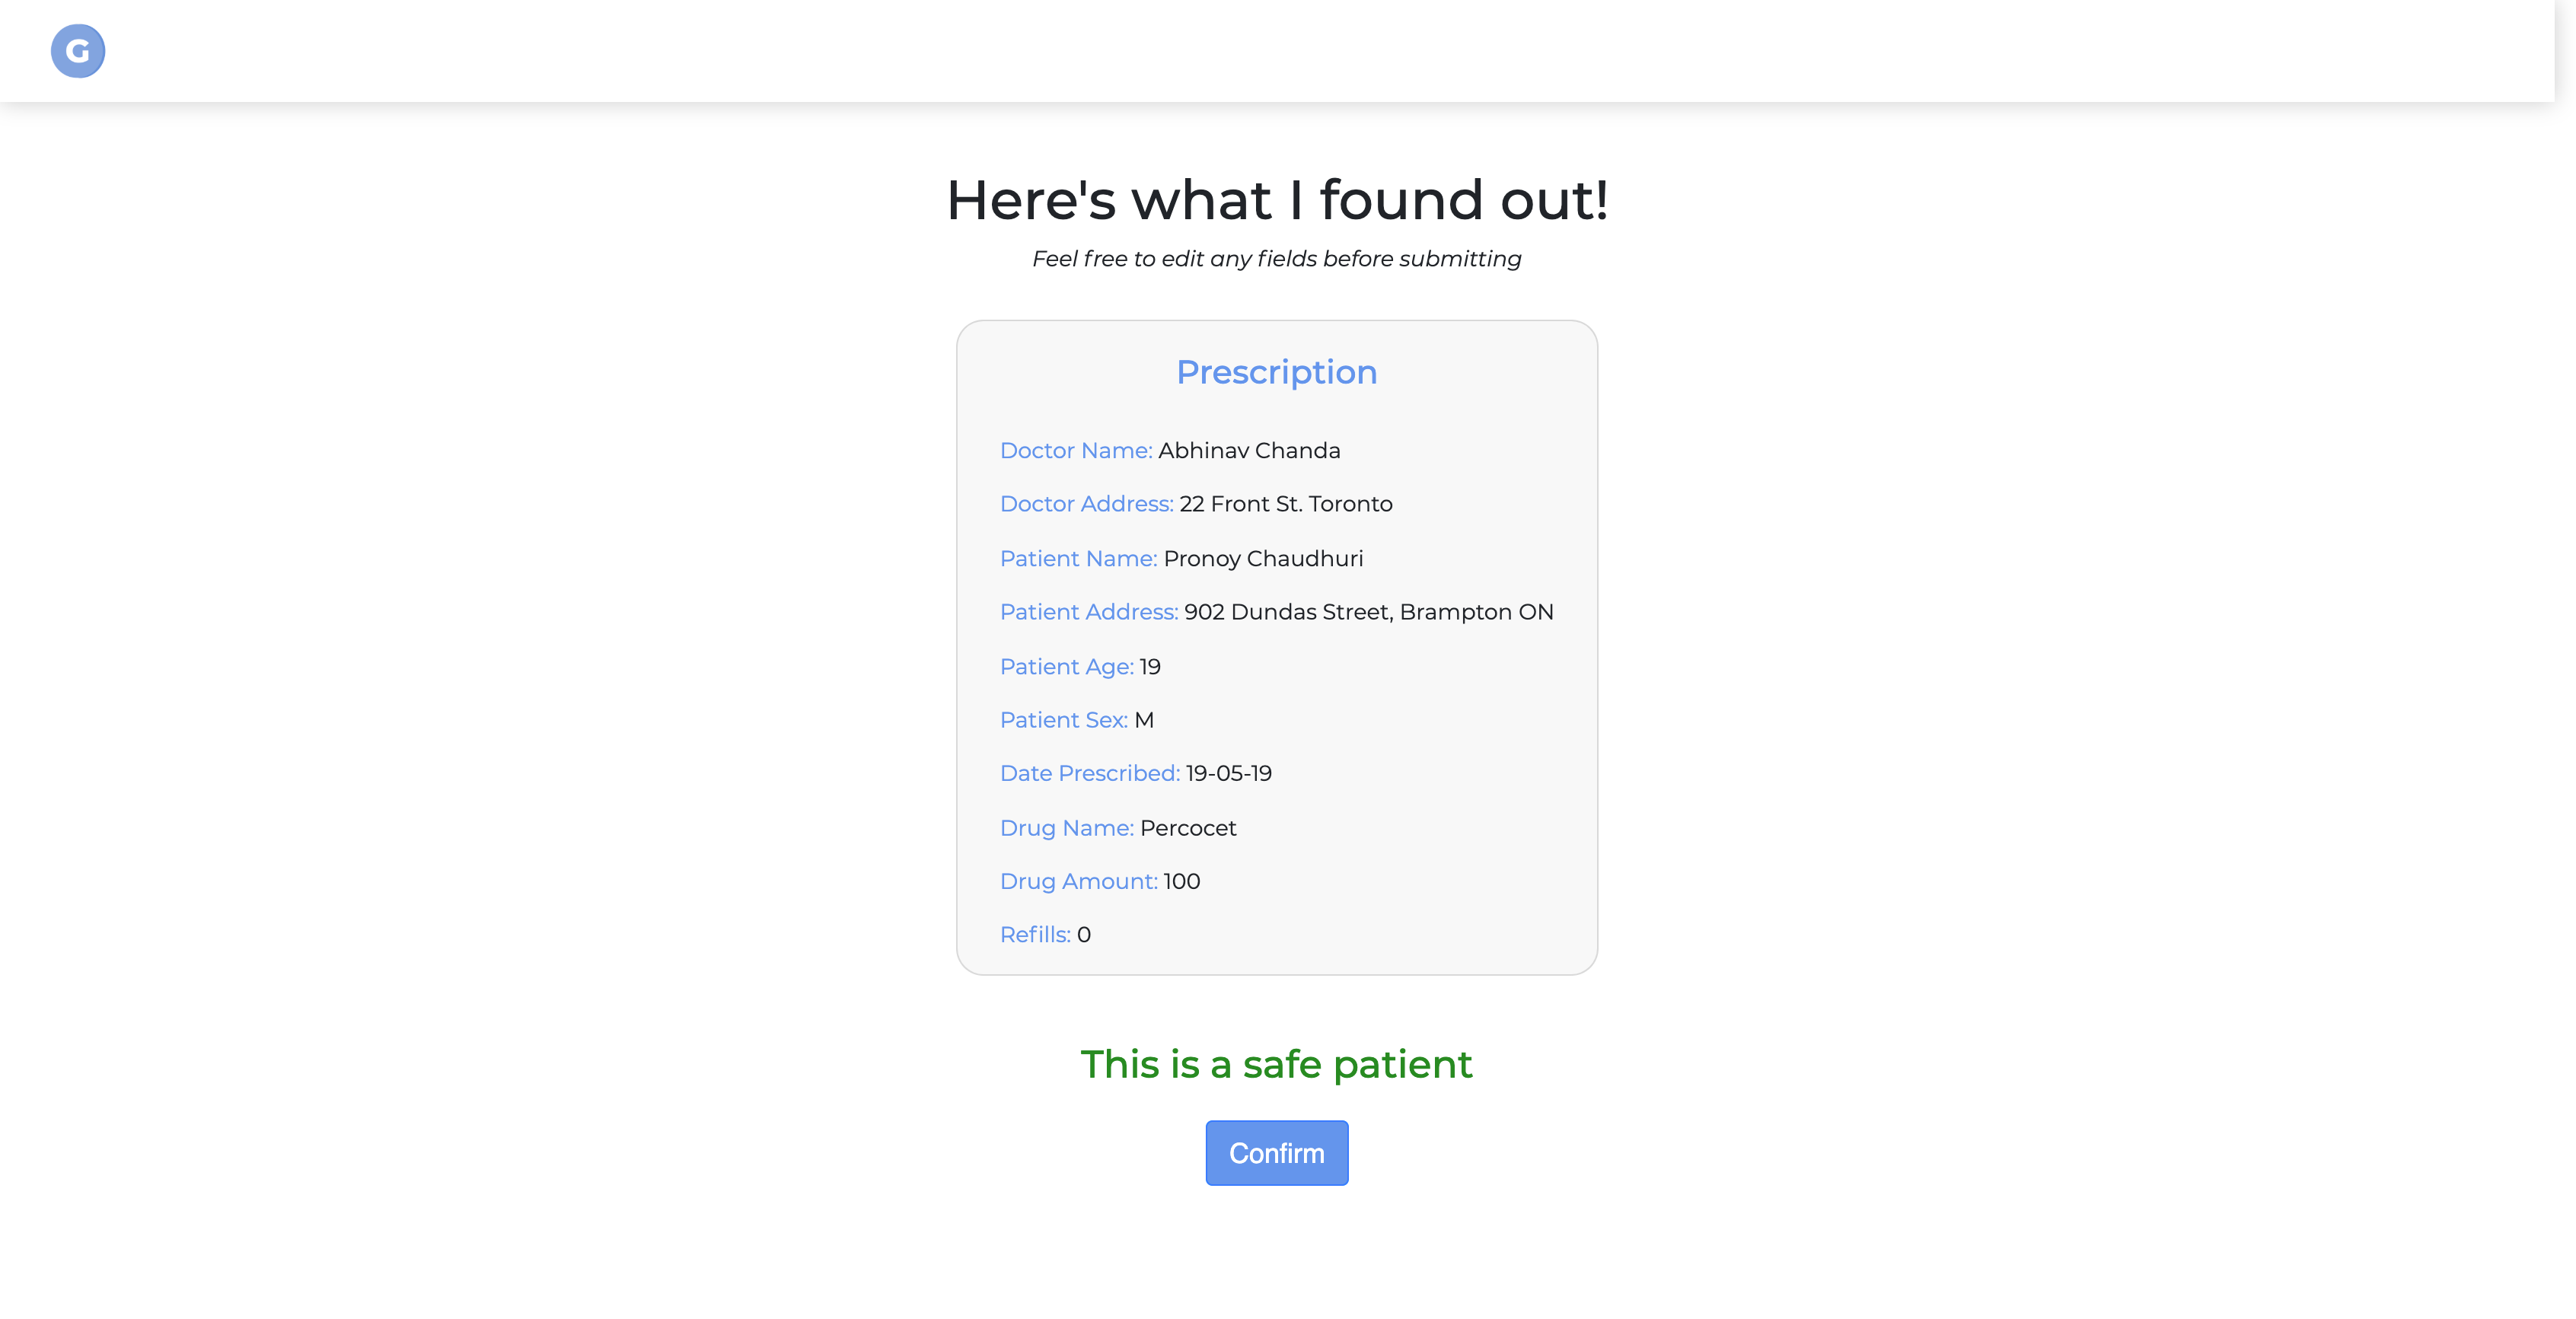 G
Here's what I found out!
Feel free to edit any fields before submitting
Prescription
Doctor Name: Abhinav Chanda
Doctor Address: 22 Front St. Toronto
Patient Name: Pronoy Chaudhuri
Patient Address: 902 Dundas Street, Brampton ON
Patient Age: 19
Patient Sex: M
Date Prescribed: 19-05-19
Drug Name: Percocet
Drug Amount: 100
Refills: 0
This is a safe patient
Confirm